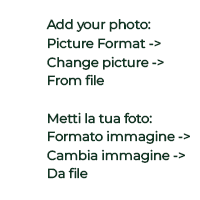 Add your photo:
Picture Format ->
Change picture ->
From file
Metti la tua foto:
Formato immagine ->
Cambia immagine ->
Da file